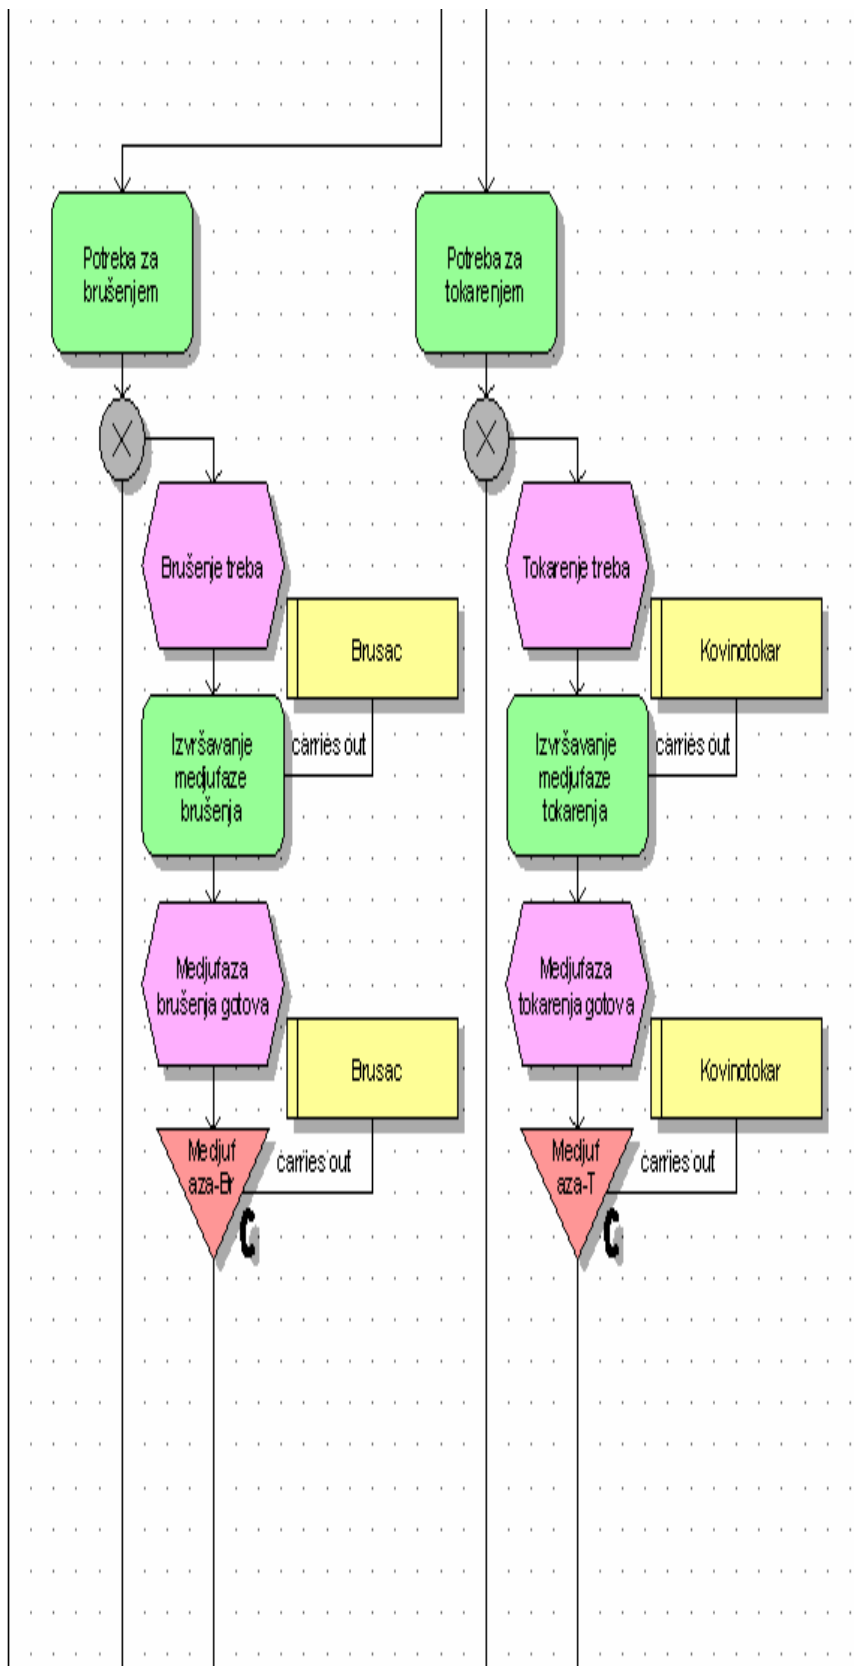 Potreba za
brušenjem
Potreba za
tokarenjem
Brušenje treba
Tokarenje treba
Brusac
Kovinotokar
Izvršavanje
medjufaze
brušenja
carries out
Izvršavanje
medjufaze
tokarenja
carries out
Medjufaza
brušenja gotova
Medjufaza
tokarenja gotova
Brusac
Kovinotokar
Medjuf
aza-Br
carries out
C
Medjuf
aza-T
carries out
C